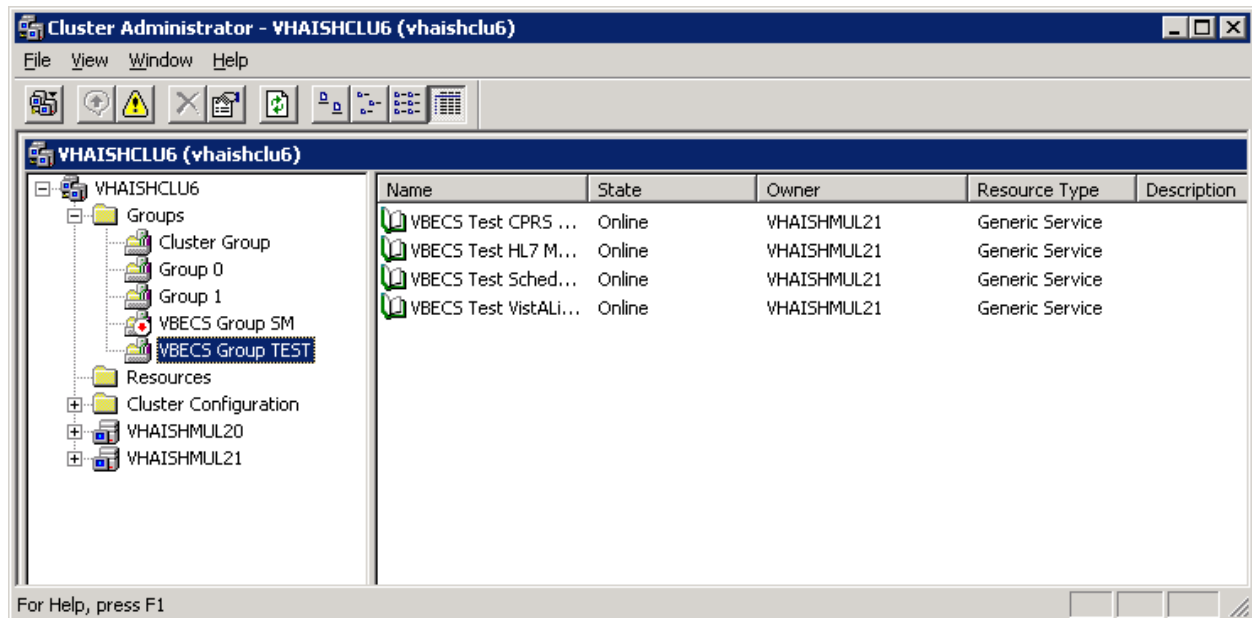 Cluster Administrator - VHAISHCLU6 (vhaishclu6)
File View Window Help
VHAISHCLU6 (vhaishclu6)
VHAISHCLU6
Groups
Cluster Group
Group 0
Group 1
VBECS Group SM
VBECS Group TEST
Resources
Cluster Configuration
VHAISHMUL20
VHAISHMUL21
Name State Owner Resource Type Description
VBECS Test CPRS ... Online VHAISHMUL21 Generic Service
VBECS Test HL7 M... Online VHAISHMUL21 Generic Service
VBECS Test Sched... Online VHAISHMUL21 Generic Service
VBECS Test VistALi... Online VHAISHMUL21 Generic Service
For Help, press F1